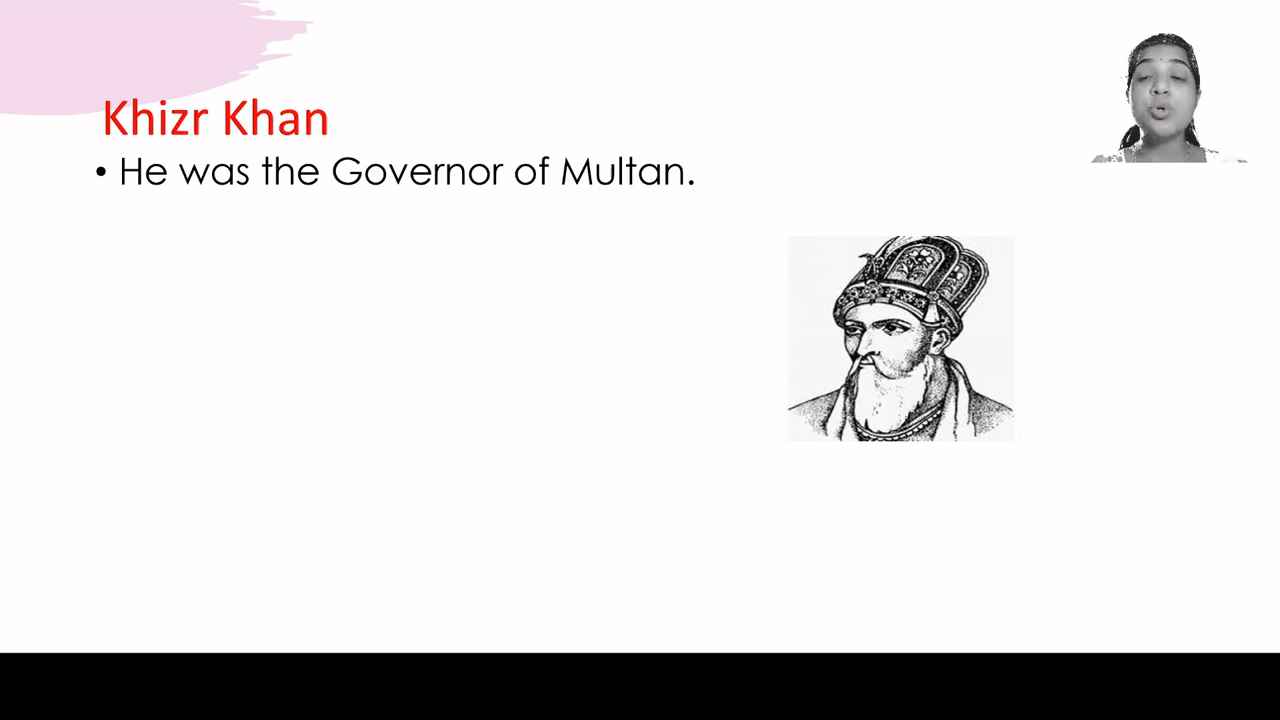 Khizr Khan
• He was the Governor of Multan.